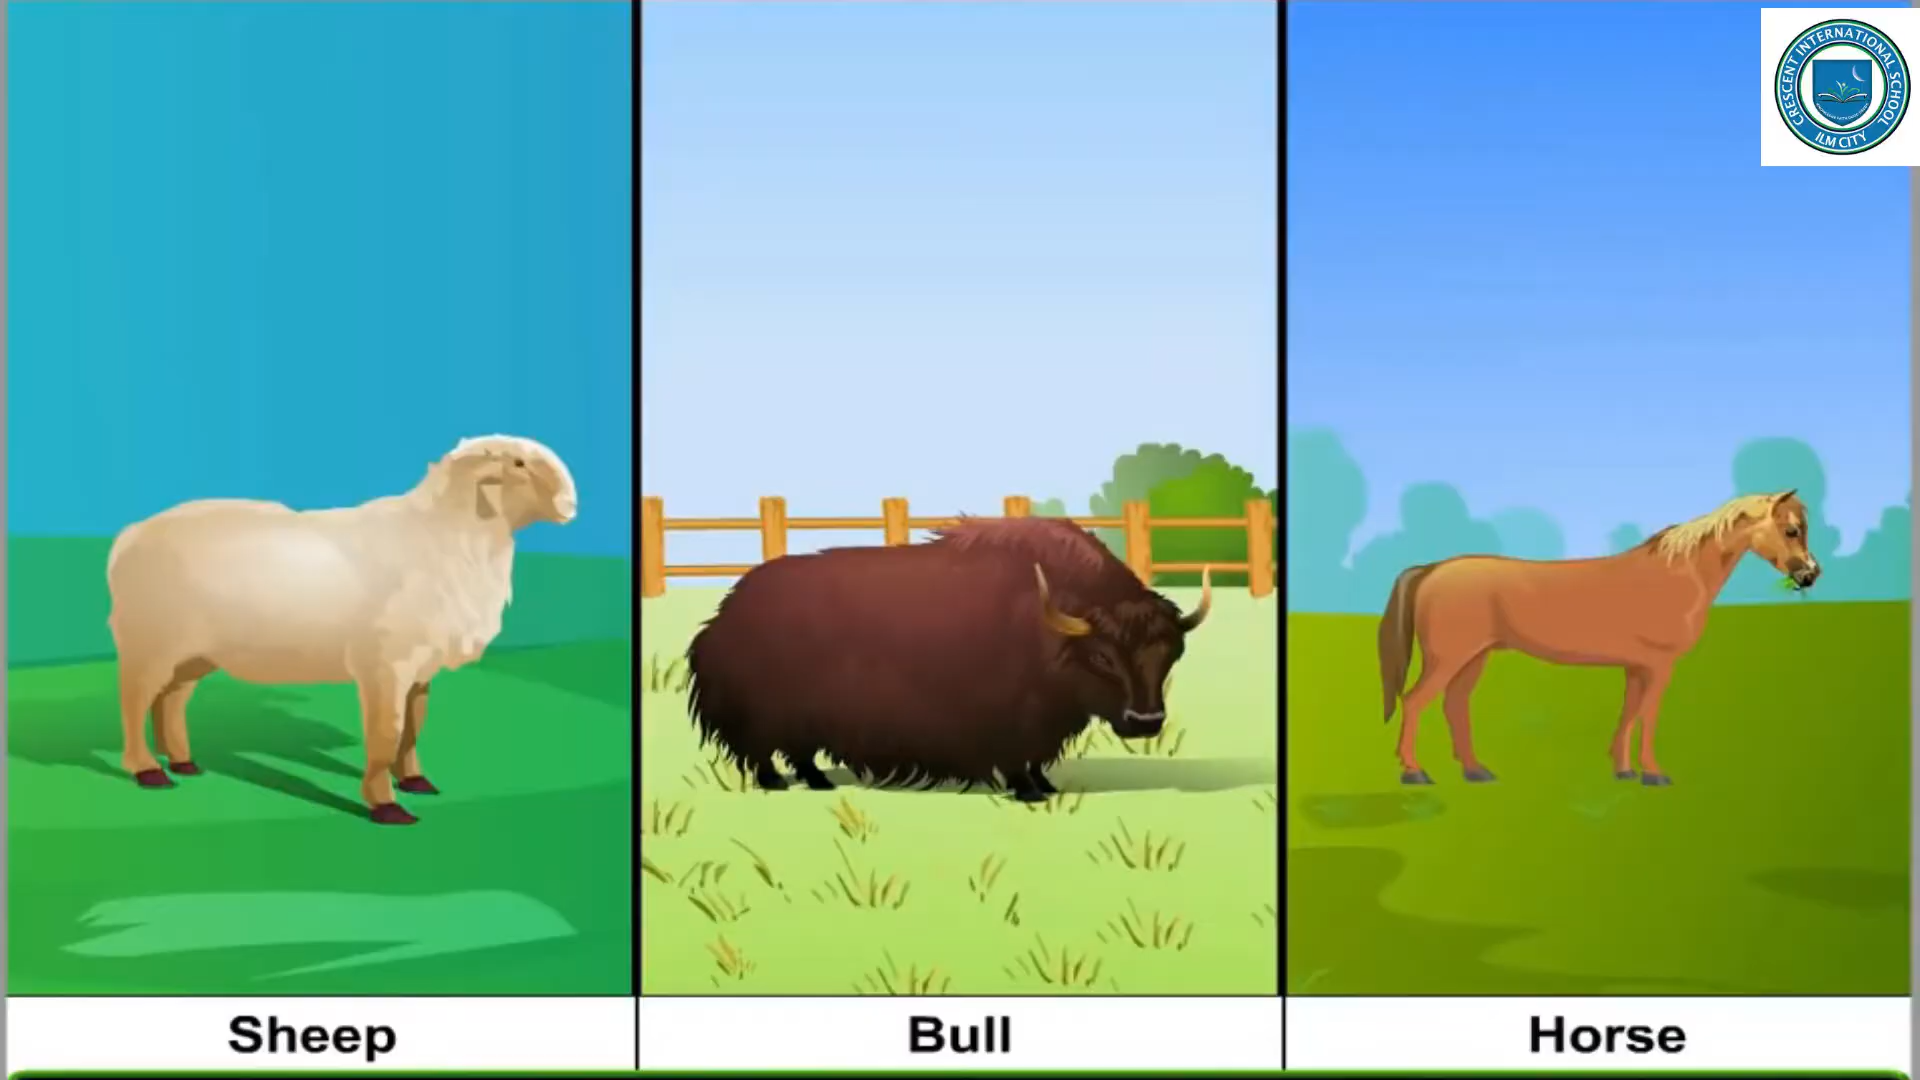 CRESCENT INTERNATIONAL SCHOOL
ILM CITY
Sheep
Bull
Horse